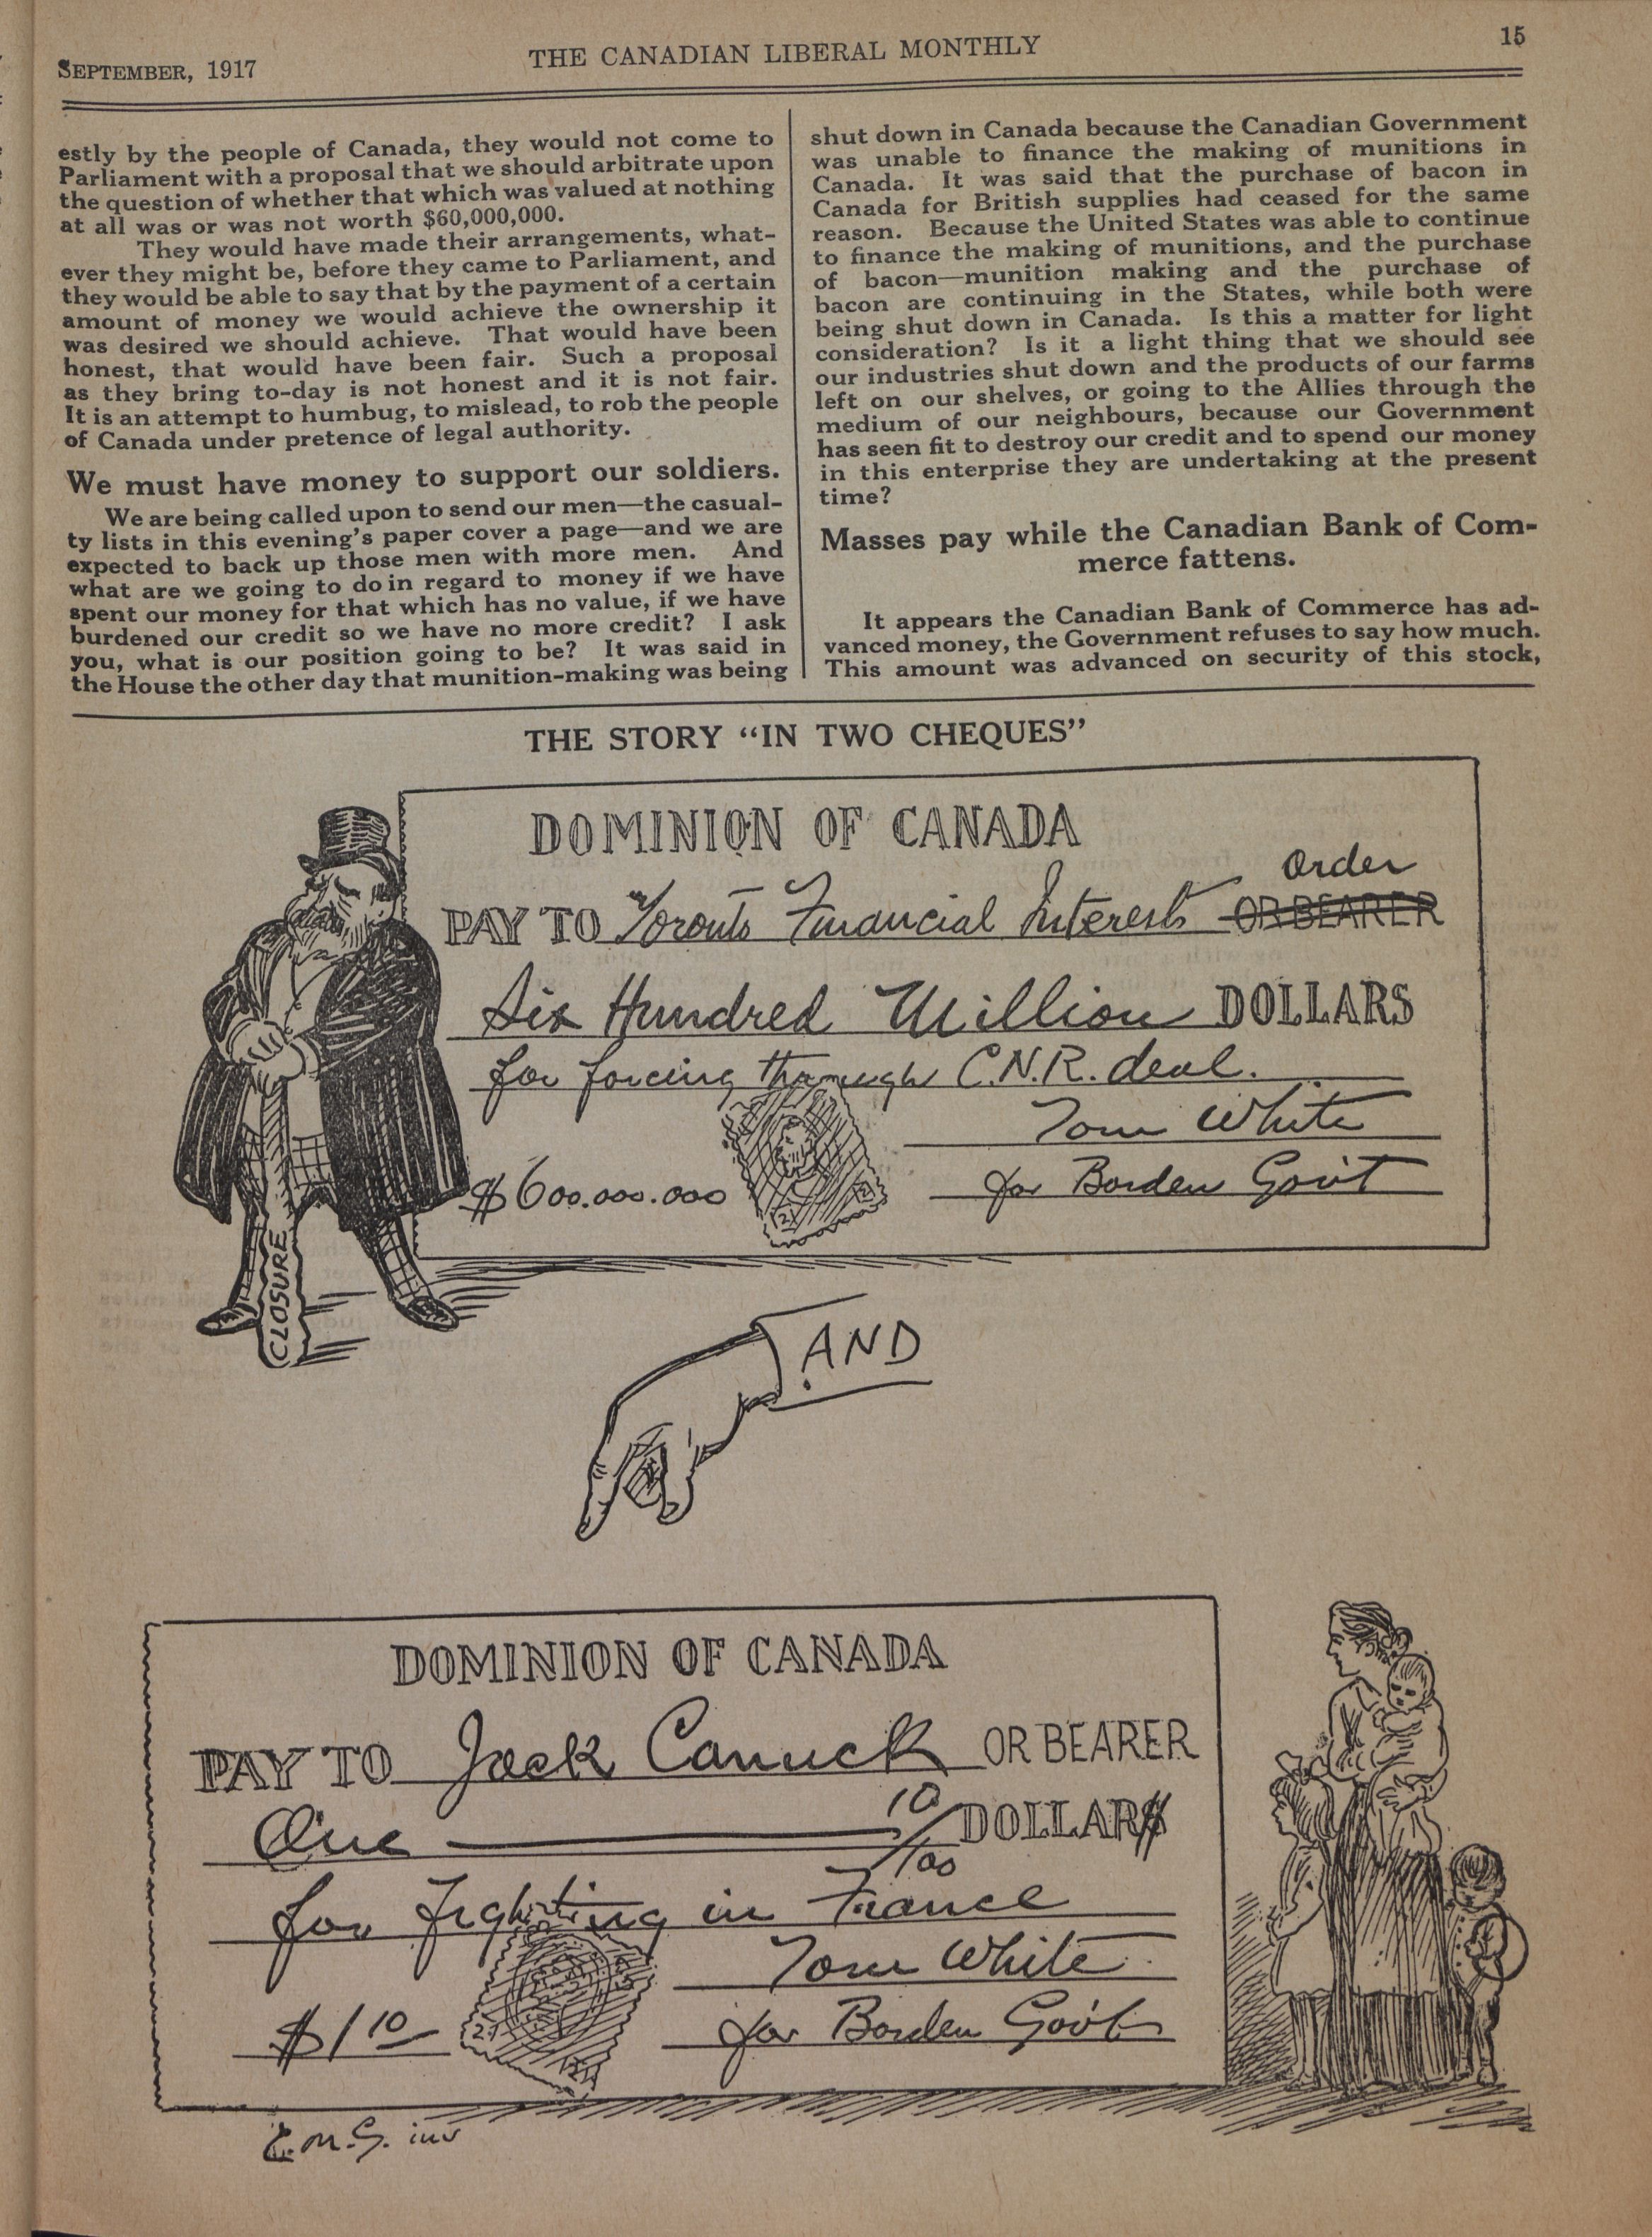 SEPTEMBER, 1917
THE CANADIAN LIBERAL MONTHLY
15
estly by the people of Canada, they would not come to
Parliament with a proposal that we should arbitrate upon
the question of whether that which was valued at nothing
at all was or was not worth $60,000,000.
They would have made their arrangements, what-
ever they might be, before they came to Parliament, and
they would be able to say that by the payment of a certain
amount of money we would achieve the ownership it
was desired we should achieve. That would have been
honest, that would have been fair. Such a proposal
as they bring to-day is not honest and it is not fair.
It is an attempt to humbug, to mislead, to rob the people
of Canada under pretence of legal authority.
We must have money to support our soldiers.
We are being called upon to send our men—the casual-
ty lists in this evening's paper cover a page—and we are
expected to back up those men with more men. And
what are we going to do in regard to money if we have
spent our money for that which has no value, if we have
burdened our credit so we have no more credit? I ask
you, what is our position going to be? It was said in
the House the other day that munition-making was being
shut down in Canada because the Canadian Government
was unable to finance the making of munitions in
Canada. It was said that the purchase of bacon in
Canada for British supplies had ceased for the same
reason. Because the United States was able to continue
to finance the making of munitions, and the purchase
of bacon—munition making and the purchase of
bacon are continuing in the States, while both were
being shut down in Canada. Is this a matter for light
consideration? Is it a light thing that we should see
our industries shut down and the products of our farms
left on our shelves, or going to the Allies through the
medium of our neighbours, because our Government
has seen fit to destroy our credit and to spend our money
in this enterprise they are undertaking at the present
time?
Masses pay while the Canadian Bank of Com-
merce fattens.
It appears the Canadian Bank of Commerce has ad-
vanced money, the Government refuses to say how much.
This amount was advanced on security of this stock,
THE STORY "IN TWO CHEQUES"
DOMINION OF CANADA
Order
PAY TO Toronto Financial Interests OR BEARER
Six Hundred Million DOLLARS
for forcing through C.N.R. deal.
Tom White
$600.000.000
for Borden Gov't
CLOSURE
AND
DOMINION OF CANADA
PAY TO Jack Canuck OR BEARER
One 10/100 DOLLARS
for Fighting in France
Tom White
$1 10
for Borden Gov't
E.M.S. inv